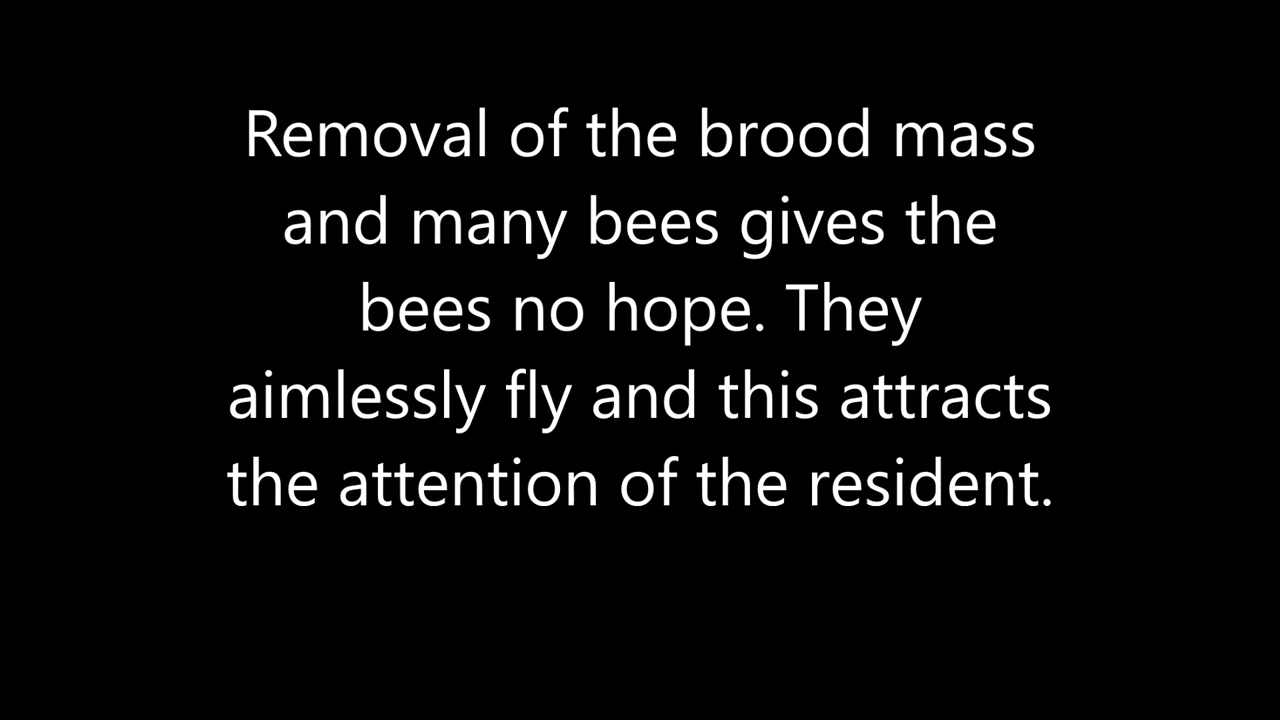 Removal of the brood mass
and many bees gives the
bees no hope. They
aimlessly fly and this attracts
the attention of the resident.